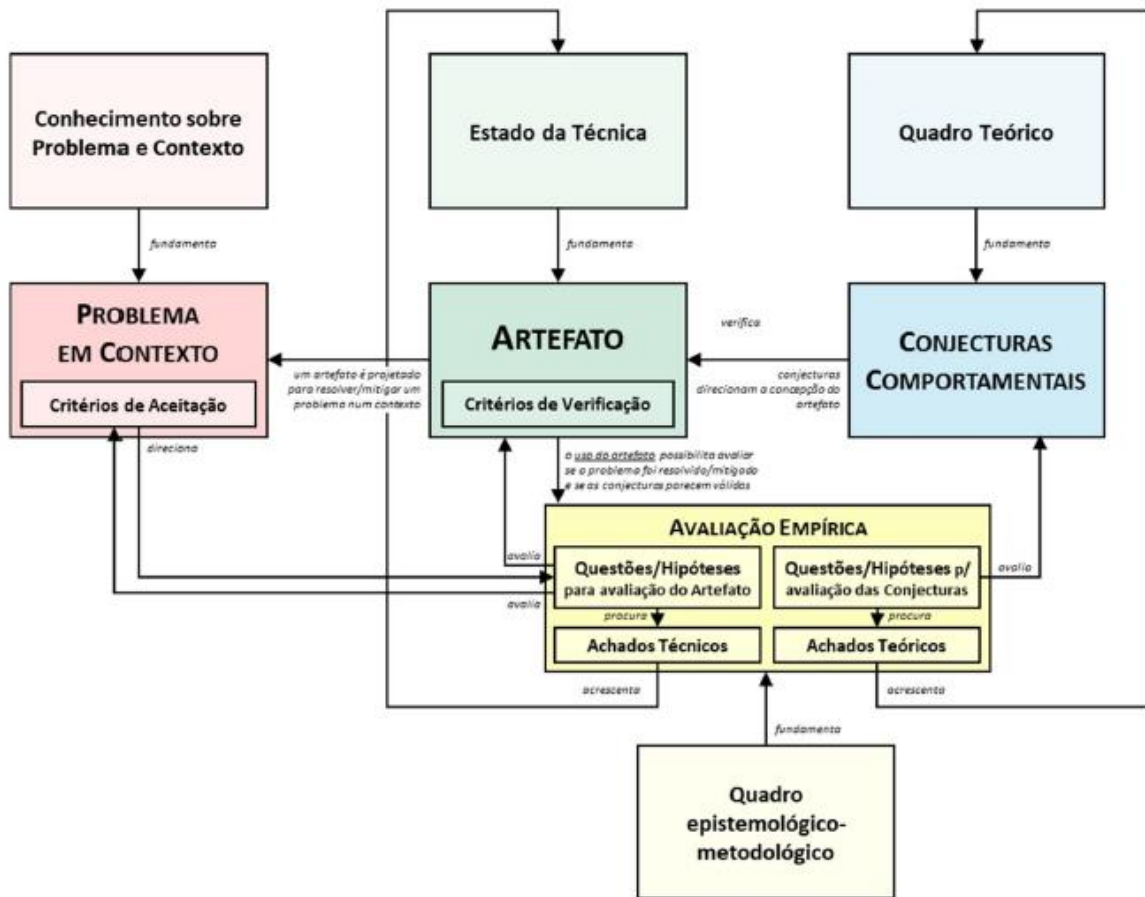 Conhecimento sobre
Problema e Contexto
Estado da Técnica
Quadro Teórico
fundamenta
fundamenta
fundamenta
PROBLEMA
EM CONTEXTO
Critérios de Aceitação
um artefato é projetado
para resolver/mitigar um
problema num contexto
ARTEFATO
Critérios de Verificação
verifica
conjecturas
direcionam a concepção do
artefato
CONJECTURAS
COMPORTAMENTAIS
direciona
o uso do artefato possibilita avaliar
se o problema foi resolvido/mitigado
e se as conjecturas parecem válidas
AVALIAÇÃO EMPÍRICA
avalia
avalia
Questões/Hipóteses
para avaliação do Artefato
Questões/Hipóteses p/
avaliação das Conjecturas
avalia
procura
procura
Achados Técnicos
Achados Teóricos
acrescenta
acrescenta
fundamenta
Quadro
epistemológico-
metodológico